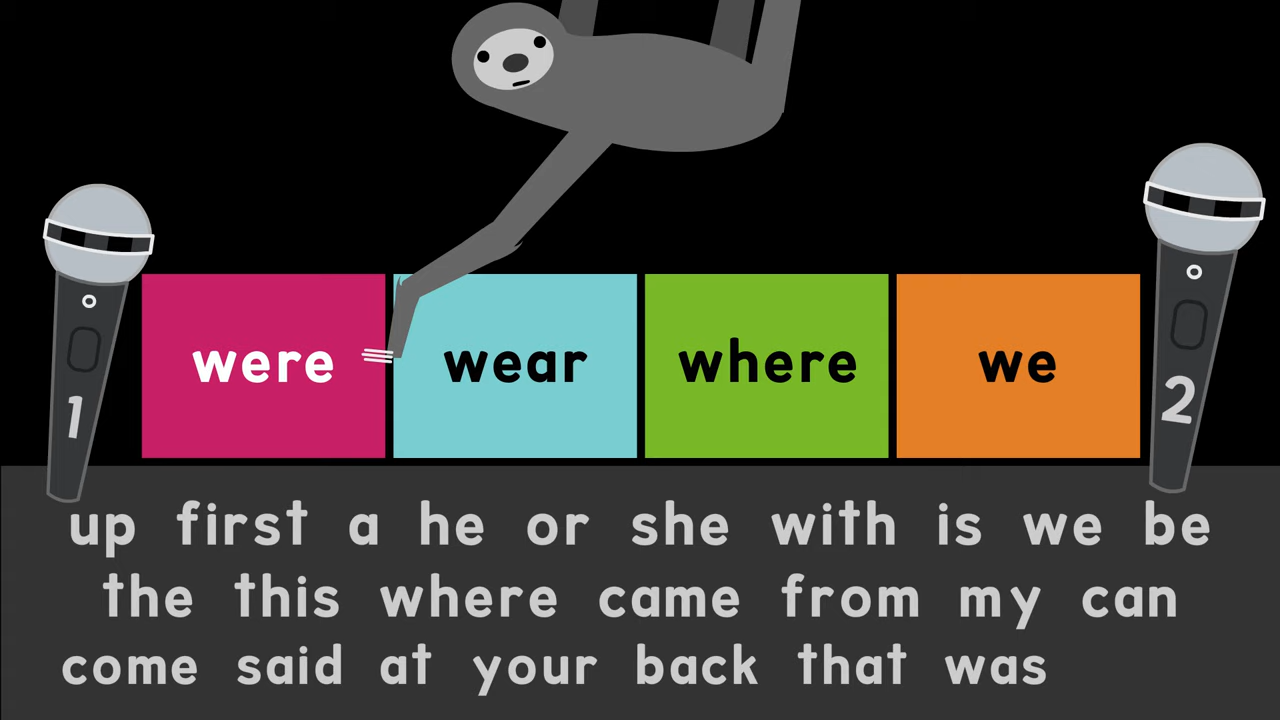 were wear where we
1 2
up first a he or she with is we be
the this where came from my can
come said at your back that was